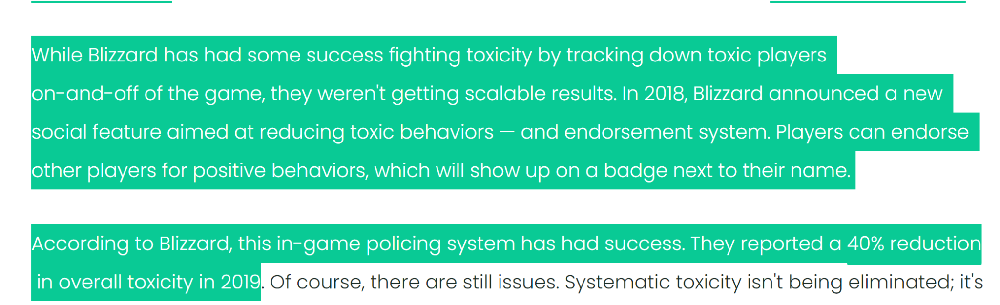 While Blizzard has had some success fighting toxicity by tracking down toxic players
on-and-off of the game, they weren't getting scalable results. In 2018, Blizzard announced a new
social feature aimed at reducing toxic behaviors — and endorsement system. Players can endorse
other players for positive behaviors, which will show up on a badge next to their name.
According to Blizzard, this in-game policing system has had success. They reported a 40% reduction
in overall toxicity in 2019. Of course, there are still issues. Systematic toxicity isn't being eliminated; it's